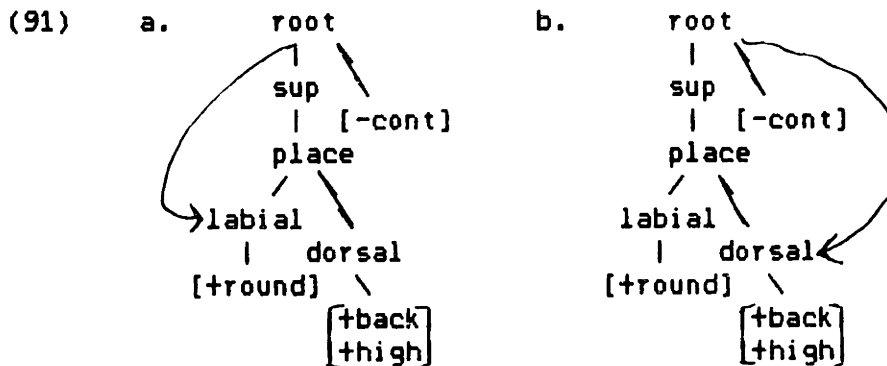 (91) a. root b. root
sup sup
[-cont] [-cont]
place place
labial labial
dorsal dorsal
[+round] [+round]
[+back [+back
+high] +high]